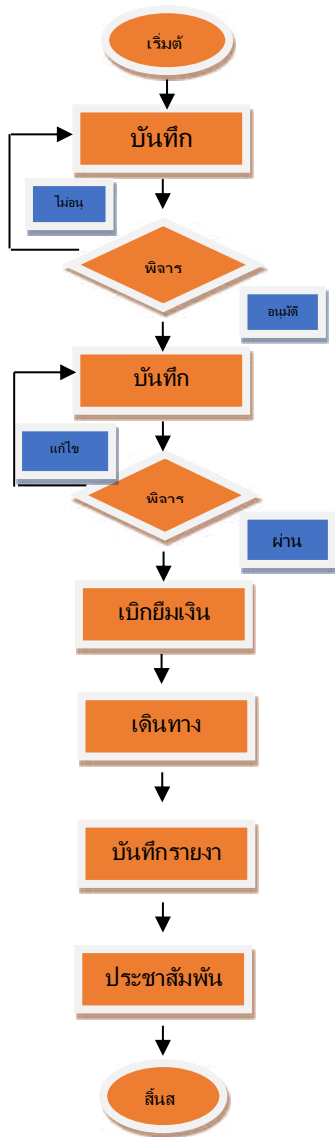 เริ่มต้
บันทึก
ไม่อนุ
พิจาร
อนุมัติ
บันทึก
แก้ไข
พิจาร
ผ่าน
เบิกยืมเงิน
เดินทาง
บันทึกรายงา
ประชาสัมพัน
สิ้นส